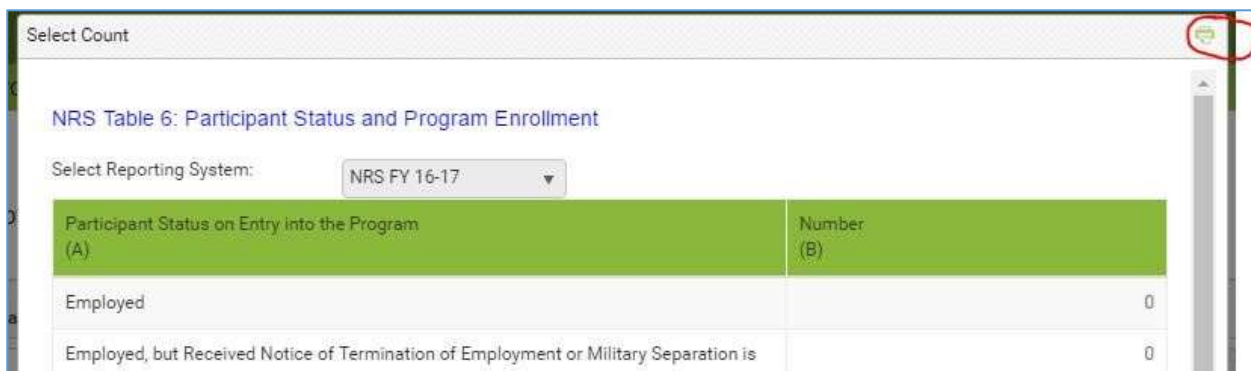 Select Count
NRS Table 6: Participant Status and Program Enrollment
Select Reporting System: NRS FY 16-17
Participant Status on Entry into the Program Number
(A) (B)
Employed 0
Employed, but Received Notice of Termination of Employment or Military Separation is 0